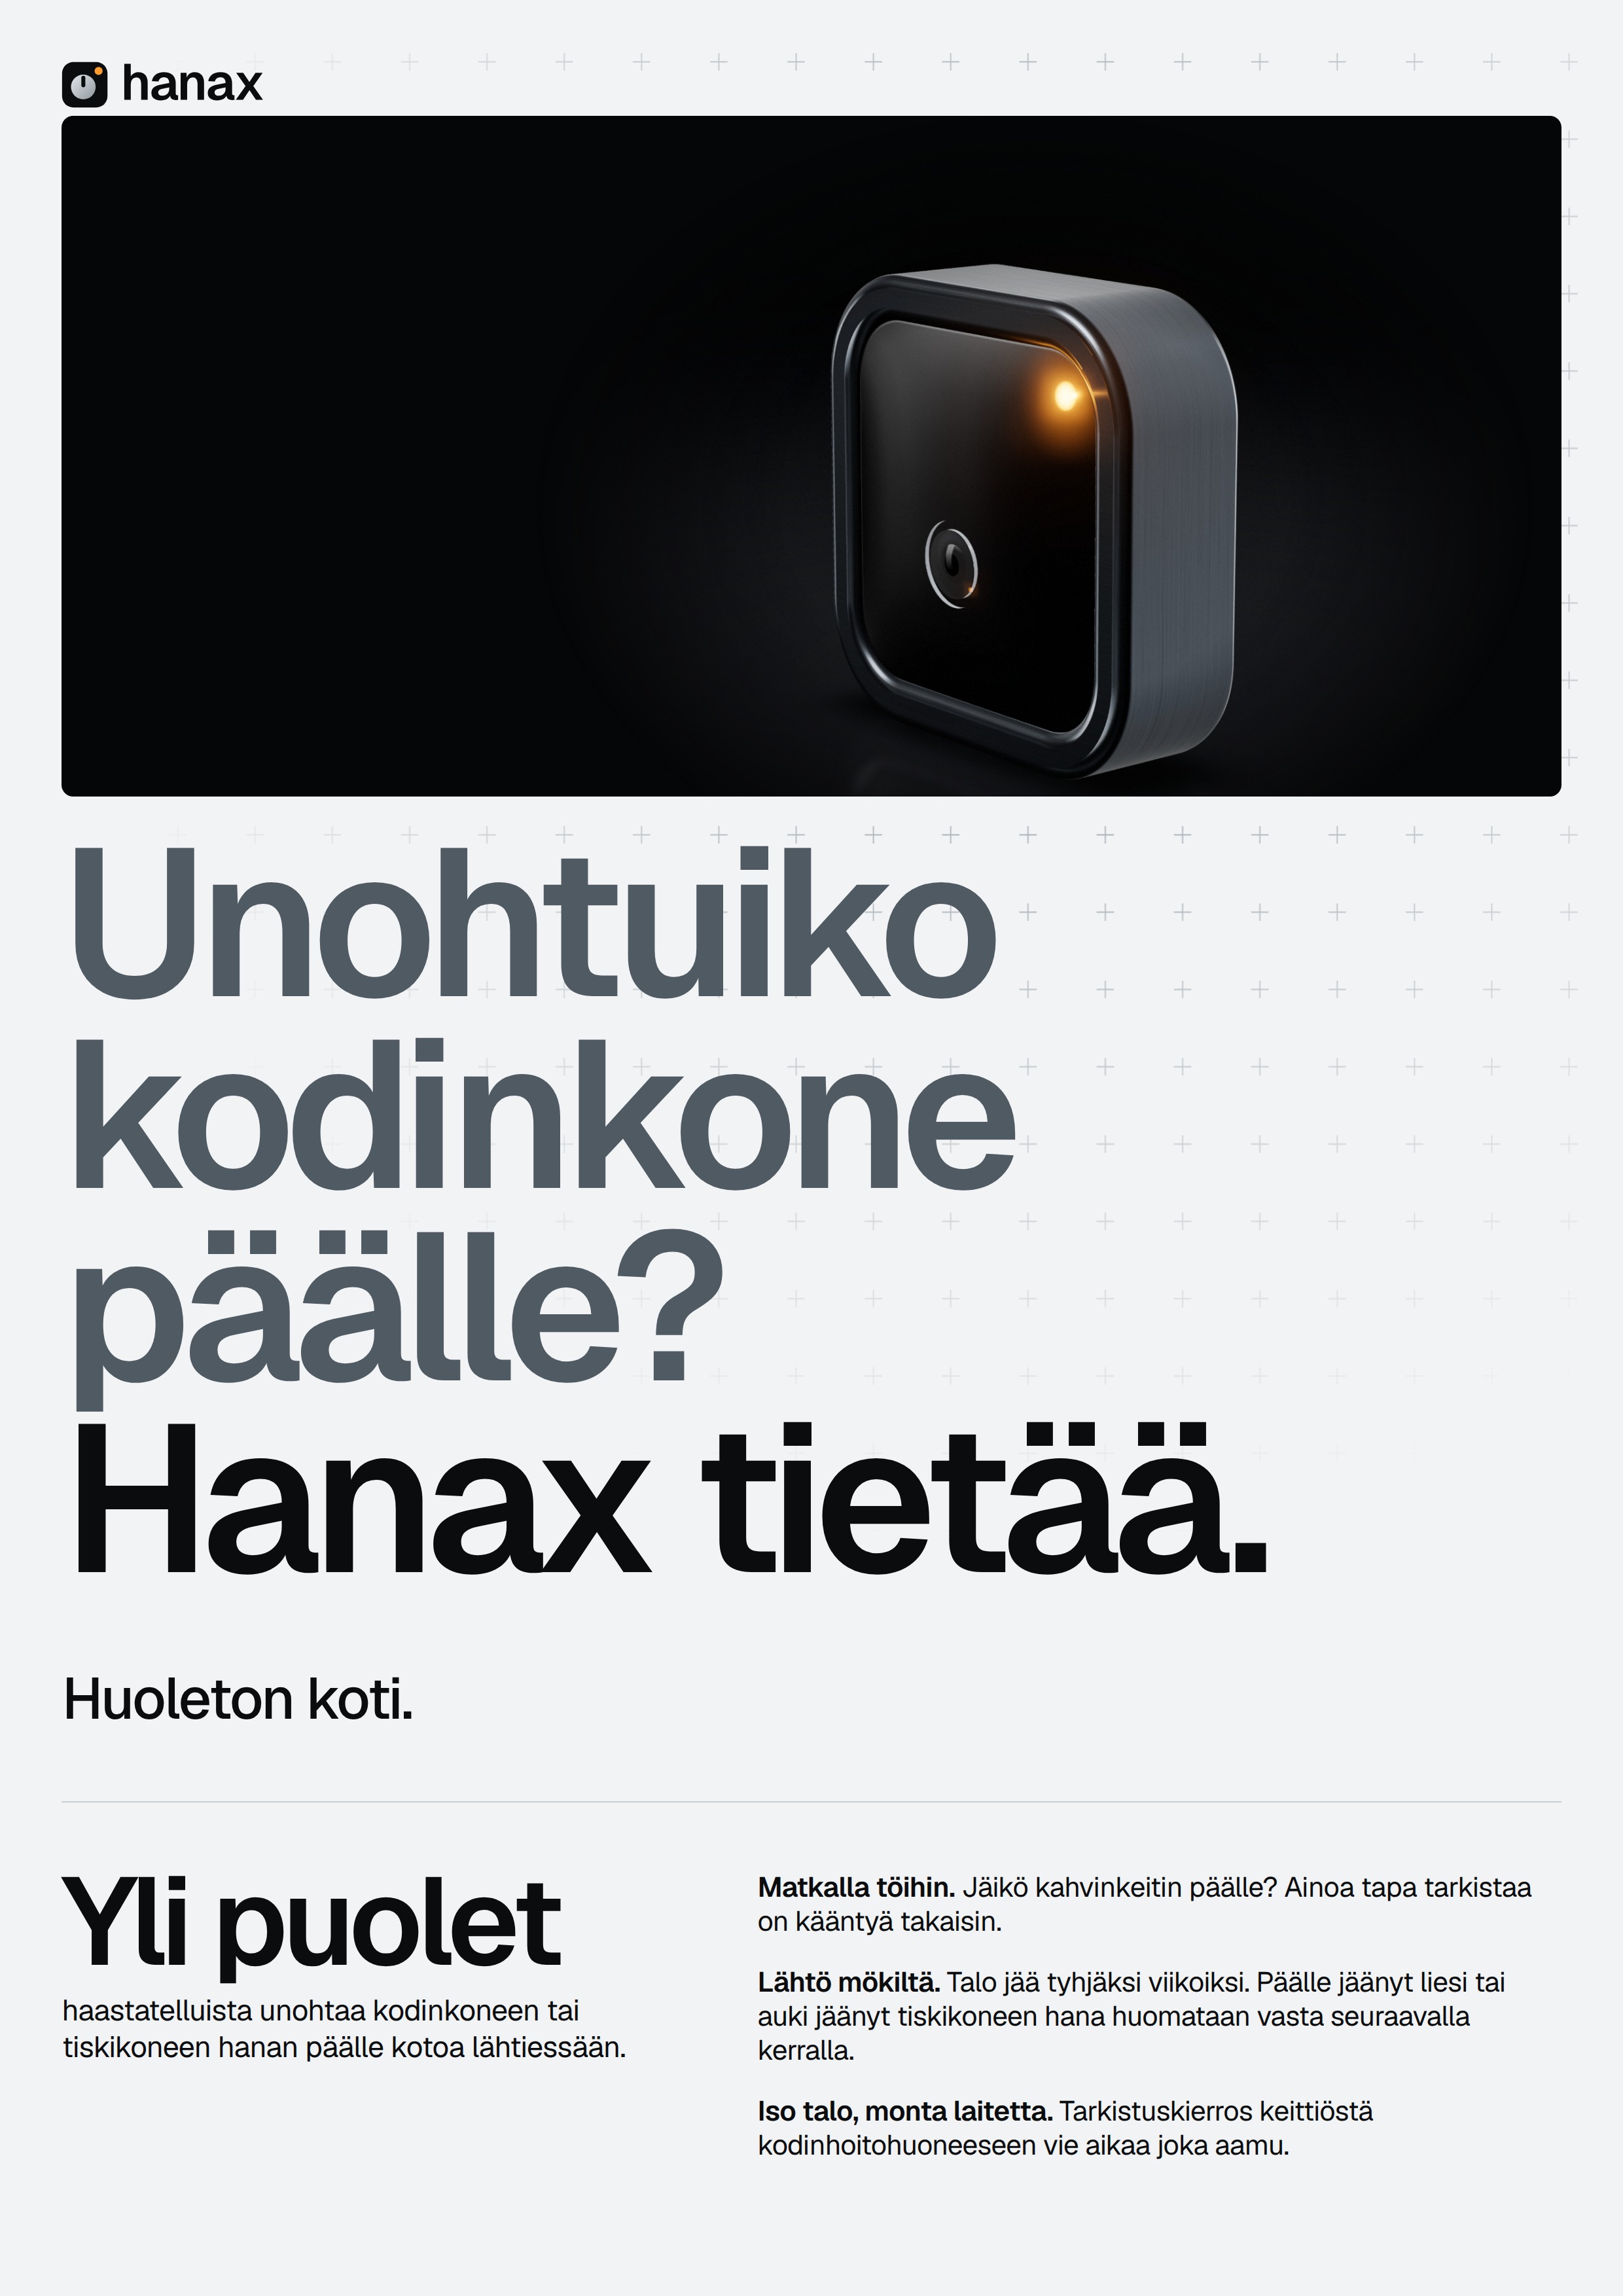 hanax
Unohtuiko
kodinkone
päälle?
Hanax tietää.
Huoleton koti.
Yli puolet
haastatelluista unohtaa kodinkoneen tai
tiskikoneen hanan päälle kotoa lähtiessään.
Matkalla töihin. Jäikö kahvinkeitin päälle? Ainoa tapa tarkistaa
on kääntyä takaisin.
Lähtö mökiltä. Talo jää tyhjäksi viikoiksi. Päälle jäänyt liesi tai
auki jäänyt tiskikoneen hana huomataan vasta seuraavalla
kerralla.
Iso talo, monta laitetta. Tarkistuskierros keittiöstä
kodinhoitohuoneeseen vie aikaa joka aamu.